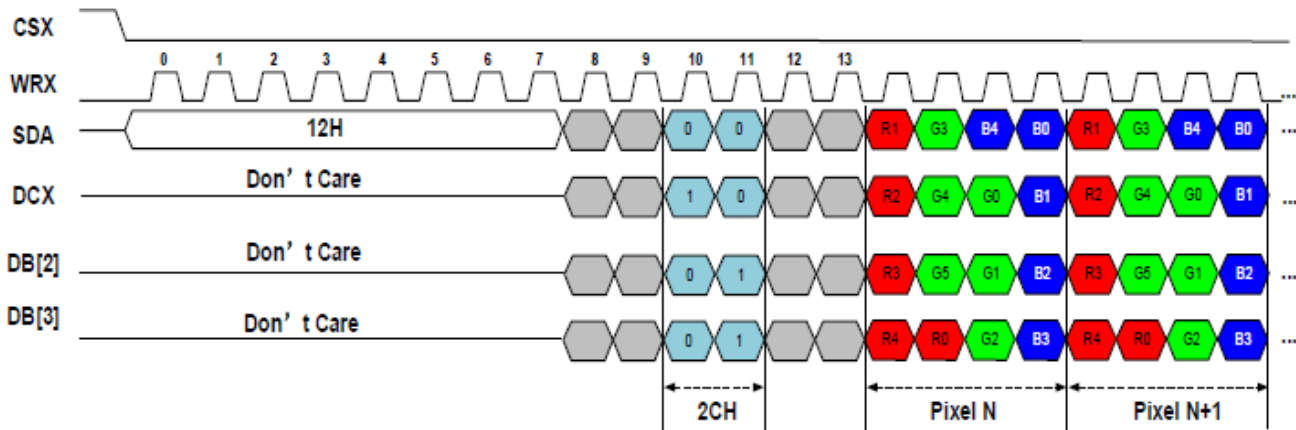 CSX
0 1 2 3 4 5 6 7 8 9 10 11 12 13
WRX ...
SDA 12H 0 0 R1 G3 B4 B0 R1 G3 B4 B0 ...
Don't Care
DCX 1 0 R2 G4 G0 B1 R2 G4 G0 B1 ...
Don't Care
DB[2] 0 1 R3 G5 G1 B2 R3 G5 G1 B2 ...
DB[3] Don't Care 0 1 R4 R0 G2 B3 R4 R0 G2 B3 ...
2CH Pixel N Pixel N+1